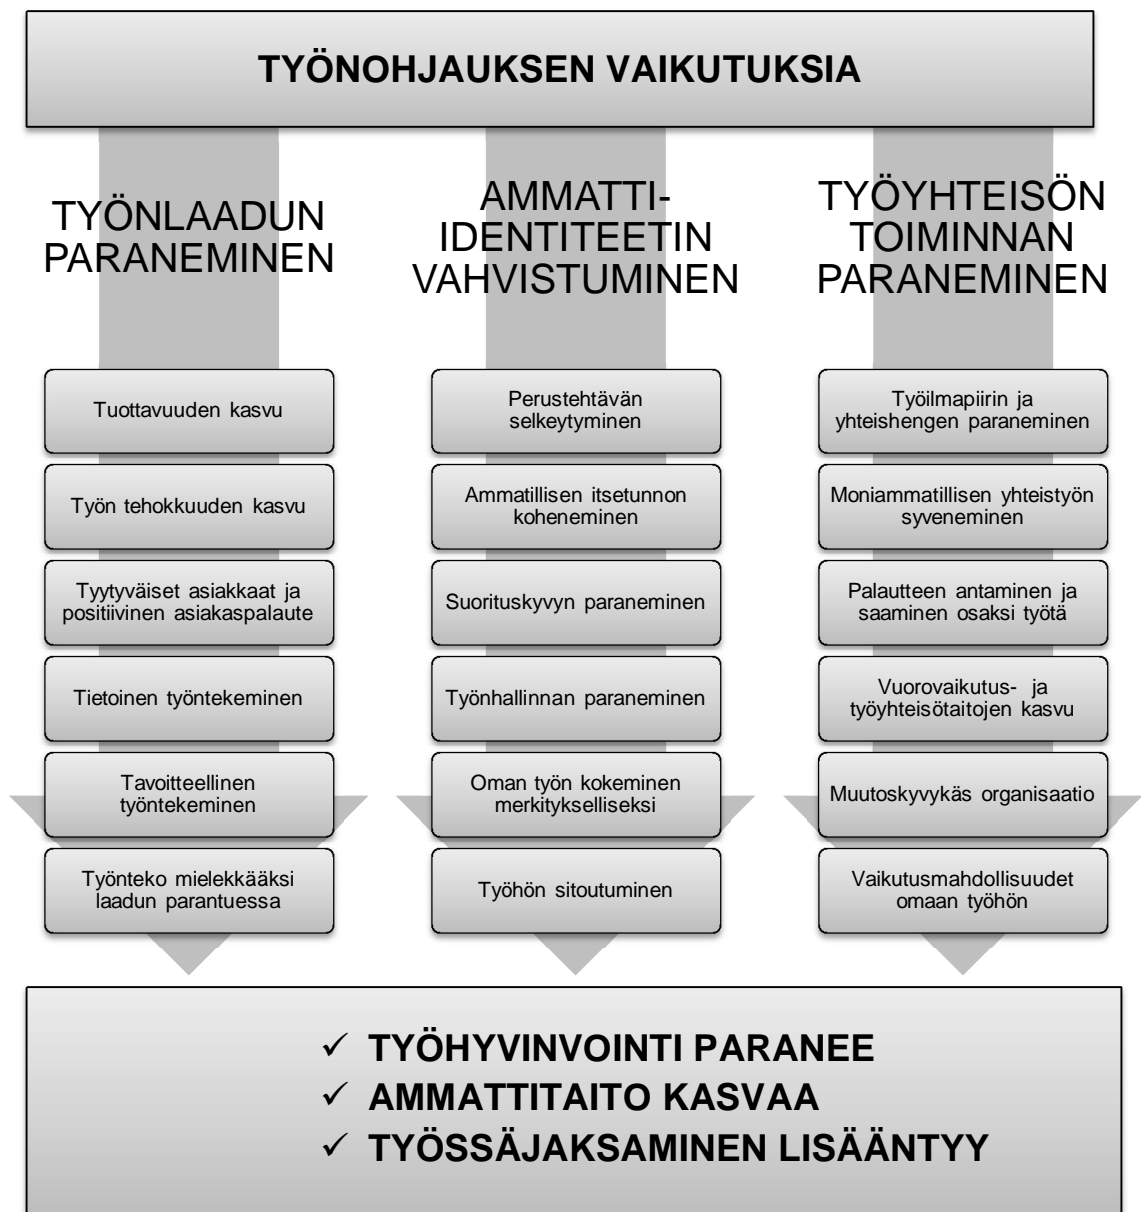 TYÖNOHJAUKSEN VAIKUTUKSIA
TYÖNLAADUN
PARANEMINEN
Tuottavuuden kasvu
Työn tehokkuuden kasvu
Tyytyväiset asiakkaat ja
positiivinen asiakaspalaute
Tietoinen työntekeminen
Tavoitteellinen
työntekeminen
Työnteko mielekkääksi
laadun parantuessa
AMMATTI-
IDENTITEETIN
VAHVISTUMINEN
Perustehtävän
selkeytyminen
Ammatillisen itsetunnon
koheneminen
Suorituskyvyn paraneminen
Työnhallinnan paraneminen
Oman työn kokeminen
merkitykselliseksi
Työhön sitoutuminen
TYÖYHTEISÖN
TOIMINNAN
PARANEMINEN
Työilmapiirin ja
yhteishengen paraneminen
Moniammatillisen yhteistyön
syveneminen
Palautteen antaminen ja
saaminen osaksi työtä
Vuorovaikutus- ja
työyhteisötaitojen kasvu
Muutoskyvykäs organisaatio
Vaikutusmahdollisuudet
omaan työhön
✓ TYÖHYVINVOINTI PARANEE
✓ AMMATTITAITO KASVAA
✓ TYÖSSÄJAKSAMINEN LISÄÄNTYY